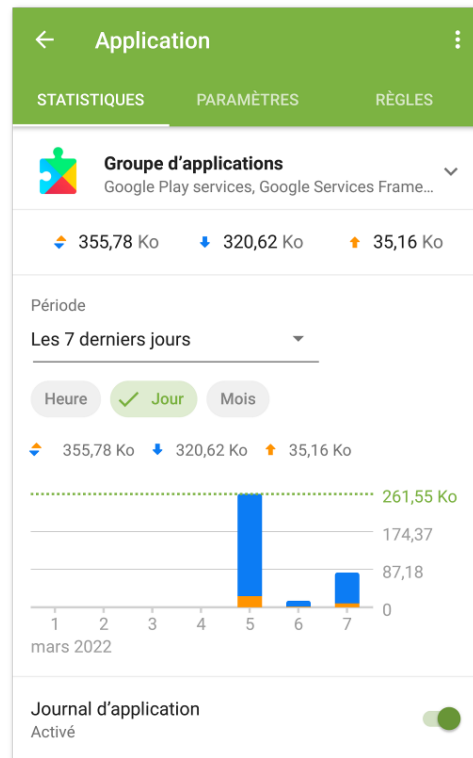 Application
STATISTIQUES PARAMÈTRES RÈGLES
Groupe d’applications
Google Play services, Google Services Frame...
355,78 Ko 320,62 Ko 35,16 Ko
Période
Les 7 derniers jours
Heure Jour Mois
355,78 Ko 320,62 Ko 35,16 Ko
261,55 Ko
174,37
87,18
0
1 2 3 4 5 6 7
mars 2022
Journal d’application
Activé